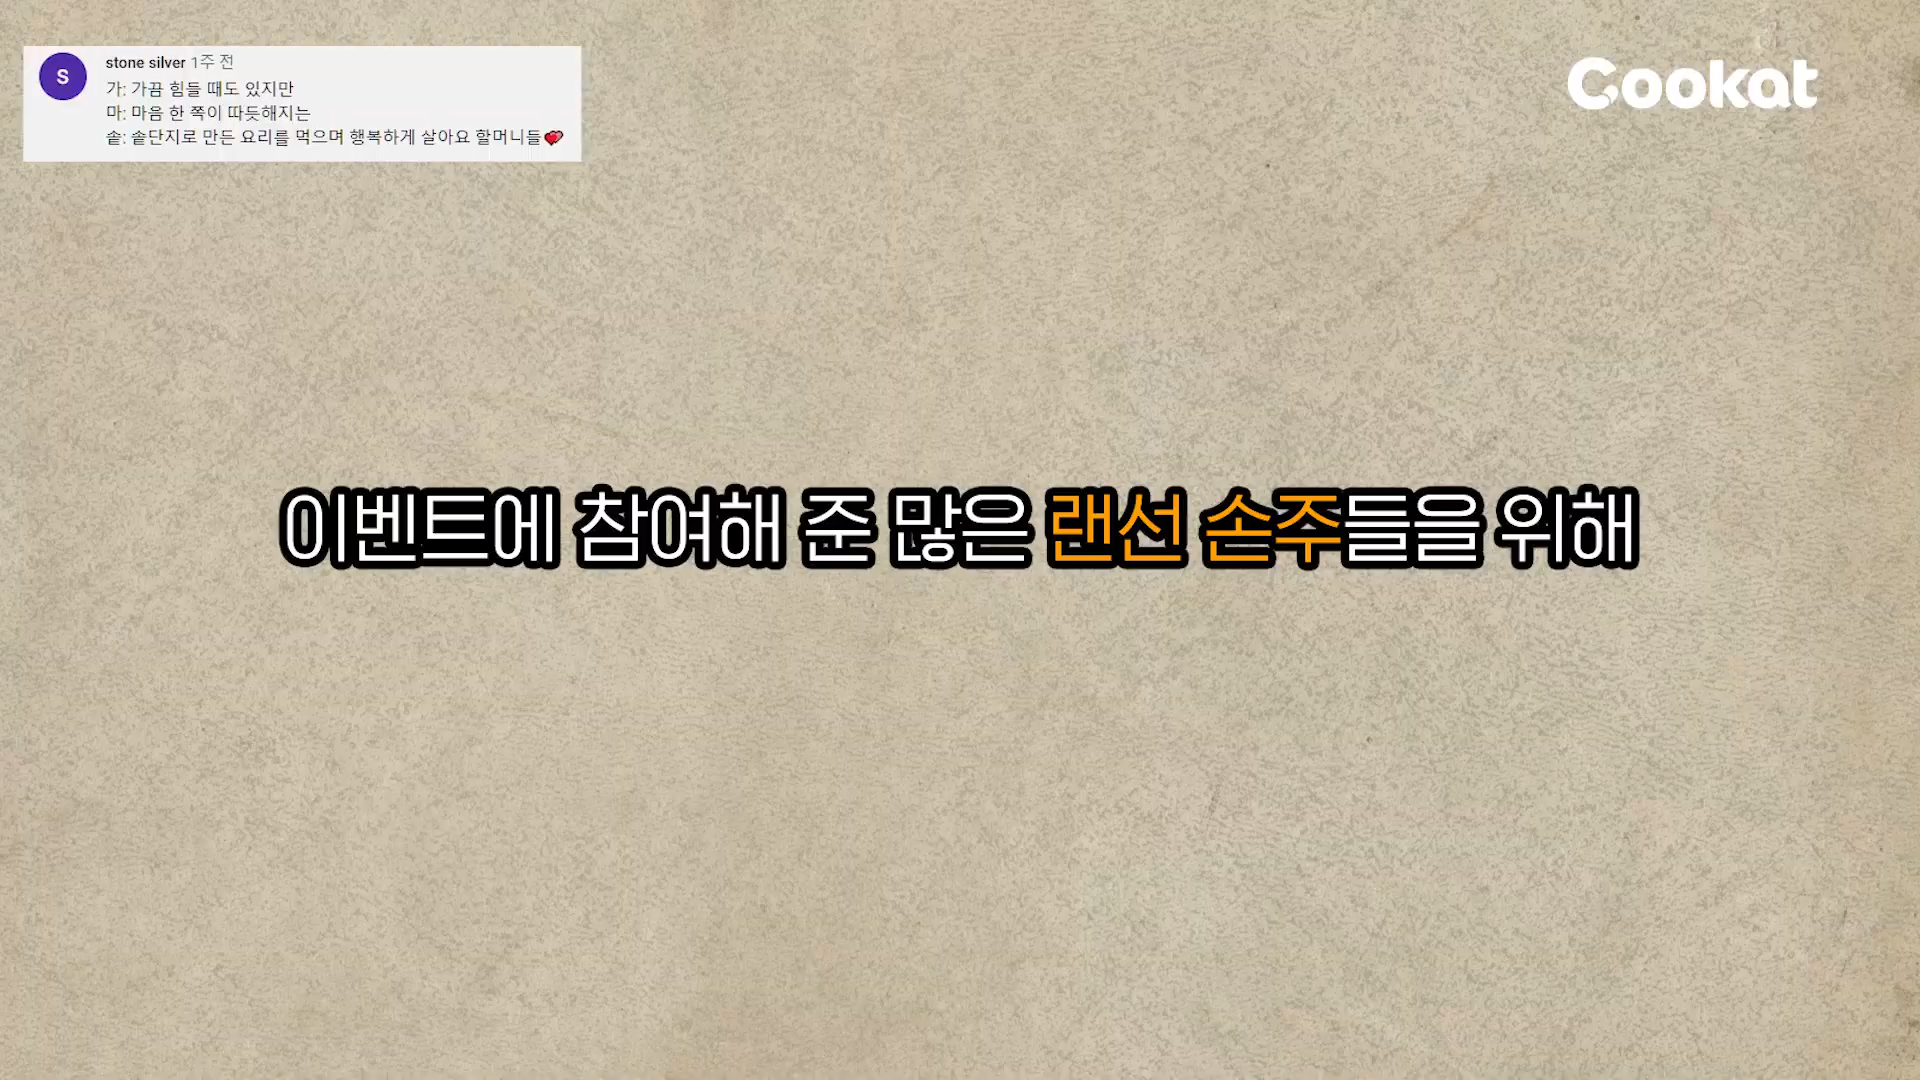 stone silver 1주 전
가: 가끔 힘들 때도 있지만
마: 마음 한 쪽이 따듯해지는
솥: 솥단지로 만든 요리를 먹으며 행복하게 살아요 할머니들💕
Cookat
이벤트에 참여해 준 많은 랜선 손주들을 위해
S